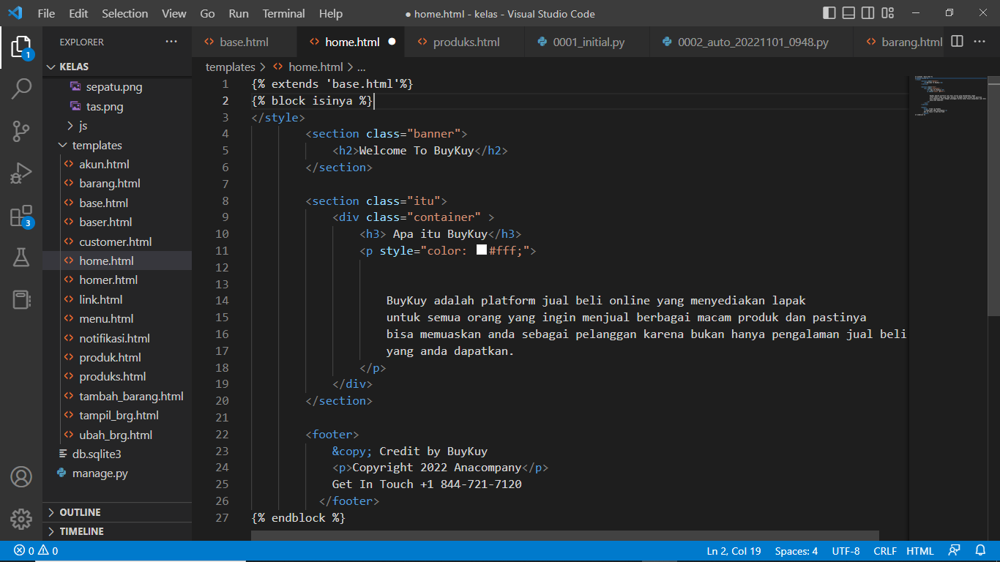 File Edit Selection View Go Run Terminal Help ● home.html - kelas - Visual Studio Code
EXPLORER
base.html home.html produks.html 0001_initial.py 0002_auto_20221101_0948.py barang.html
KELAS
sepatu.png
tas.png
js
templates
akun.html
barang.html
base.html
baser.html
customer.html
home.html
homer.html
link.html
menu.html
notifikasi.html
produk.html
produks.html
tambah_barang.html
tampil_brg.html
ubah_brg.html
db.sqlite3
manage.py
OUTLINE
TIMELINE
1
3
templates > home.html > ...
1 {% extends 'base.html'%}
2 {% block isinya %}
3 </style>
4 <section class="banner">
5 <h2>Welcome To BuyKuy</h2>
6 </section>
7
8 <section class="itu">
9 <div class="container" >
10 <h3> Apa itu BuyKuy</h3>
11 <p style="color: #fff;">
12
13
14 BuyKuy adalah platform jual beli online yang menyediakan lapak
15 untuk semua orang yang ingin menjual berbagai macam produk dan pastinya
16 bisa memuaskan anda sebagai pelanggan karena bukan hanya pengalaman jual beli
17 yang anda dapatkan.
18 </p>
19 </div>
20 </section>
21
22 <footer>
23 &copy; Credit by BuyKuy
24 <p>Copyright 2022 Anacompany</p>
25 Get In Touch +1 844-721-7120
26 </footer>
27 {% endblock %}
0 0 Ln 2, Col 19 Spaces: 4 UTF-8 CRLF HTML